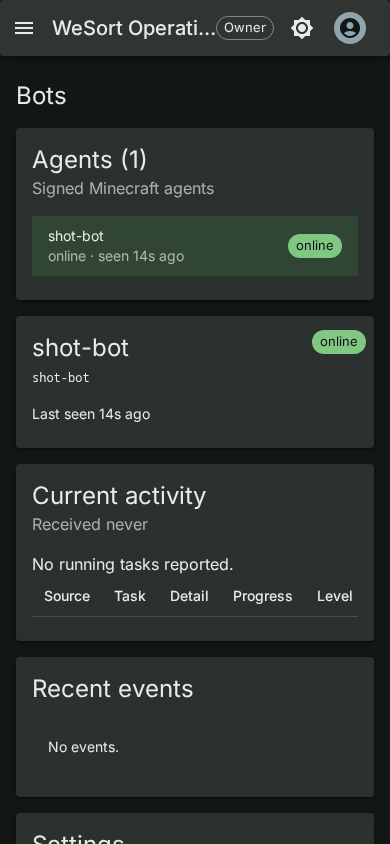 WeSort Operati... Owner
Bots
Agents (1)
Signed Minecraft agents
shot-bot
online · seen 14s ago
online
shot-bot
online
shot-bot
Last seen 14s ago
Current activity
Received never
No running tasks reported.
Source Task Detail Progress Level
Recent events
No events.
Settings